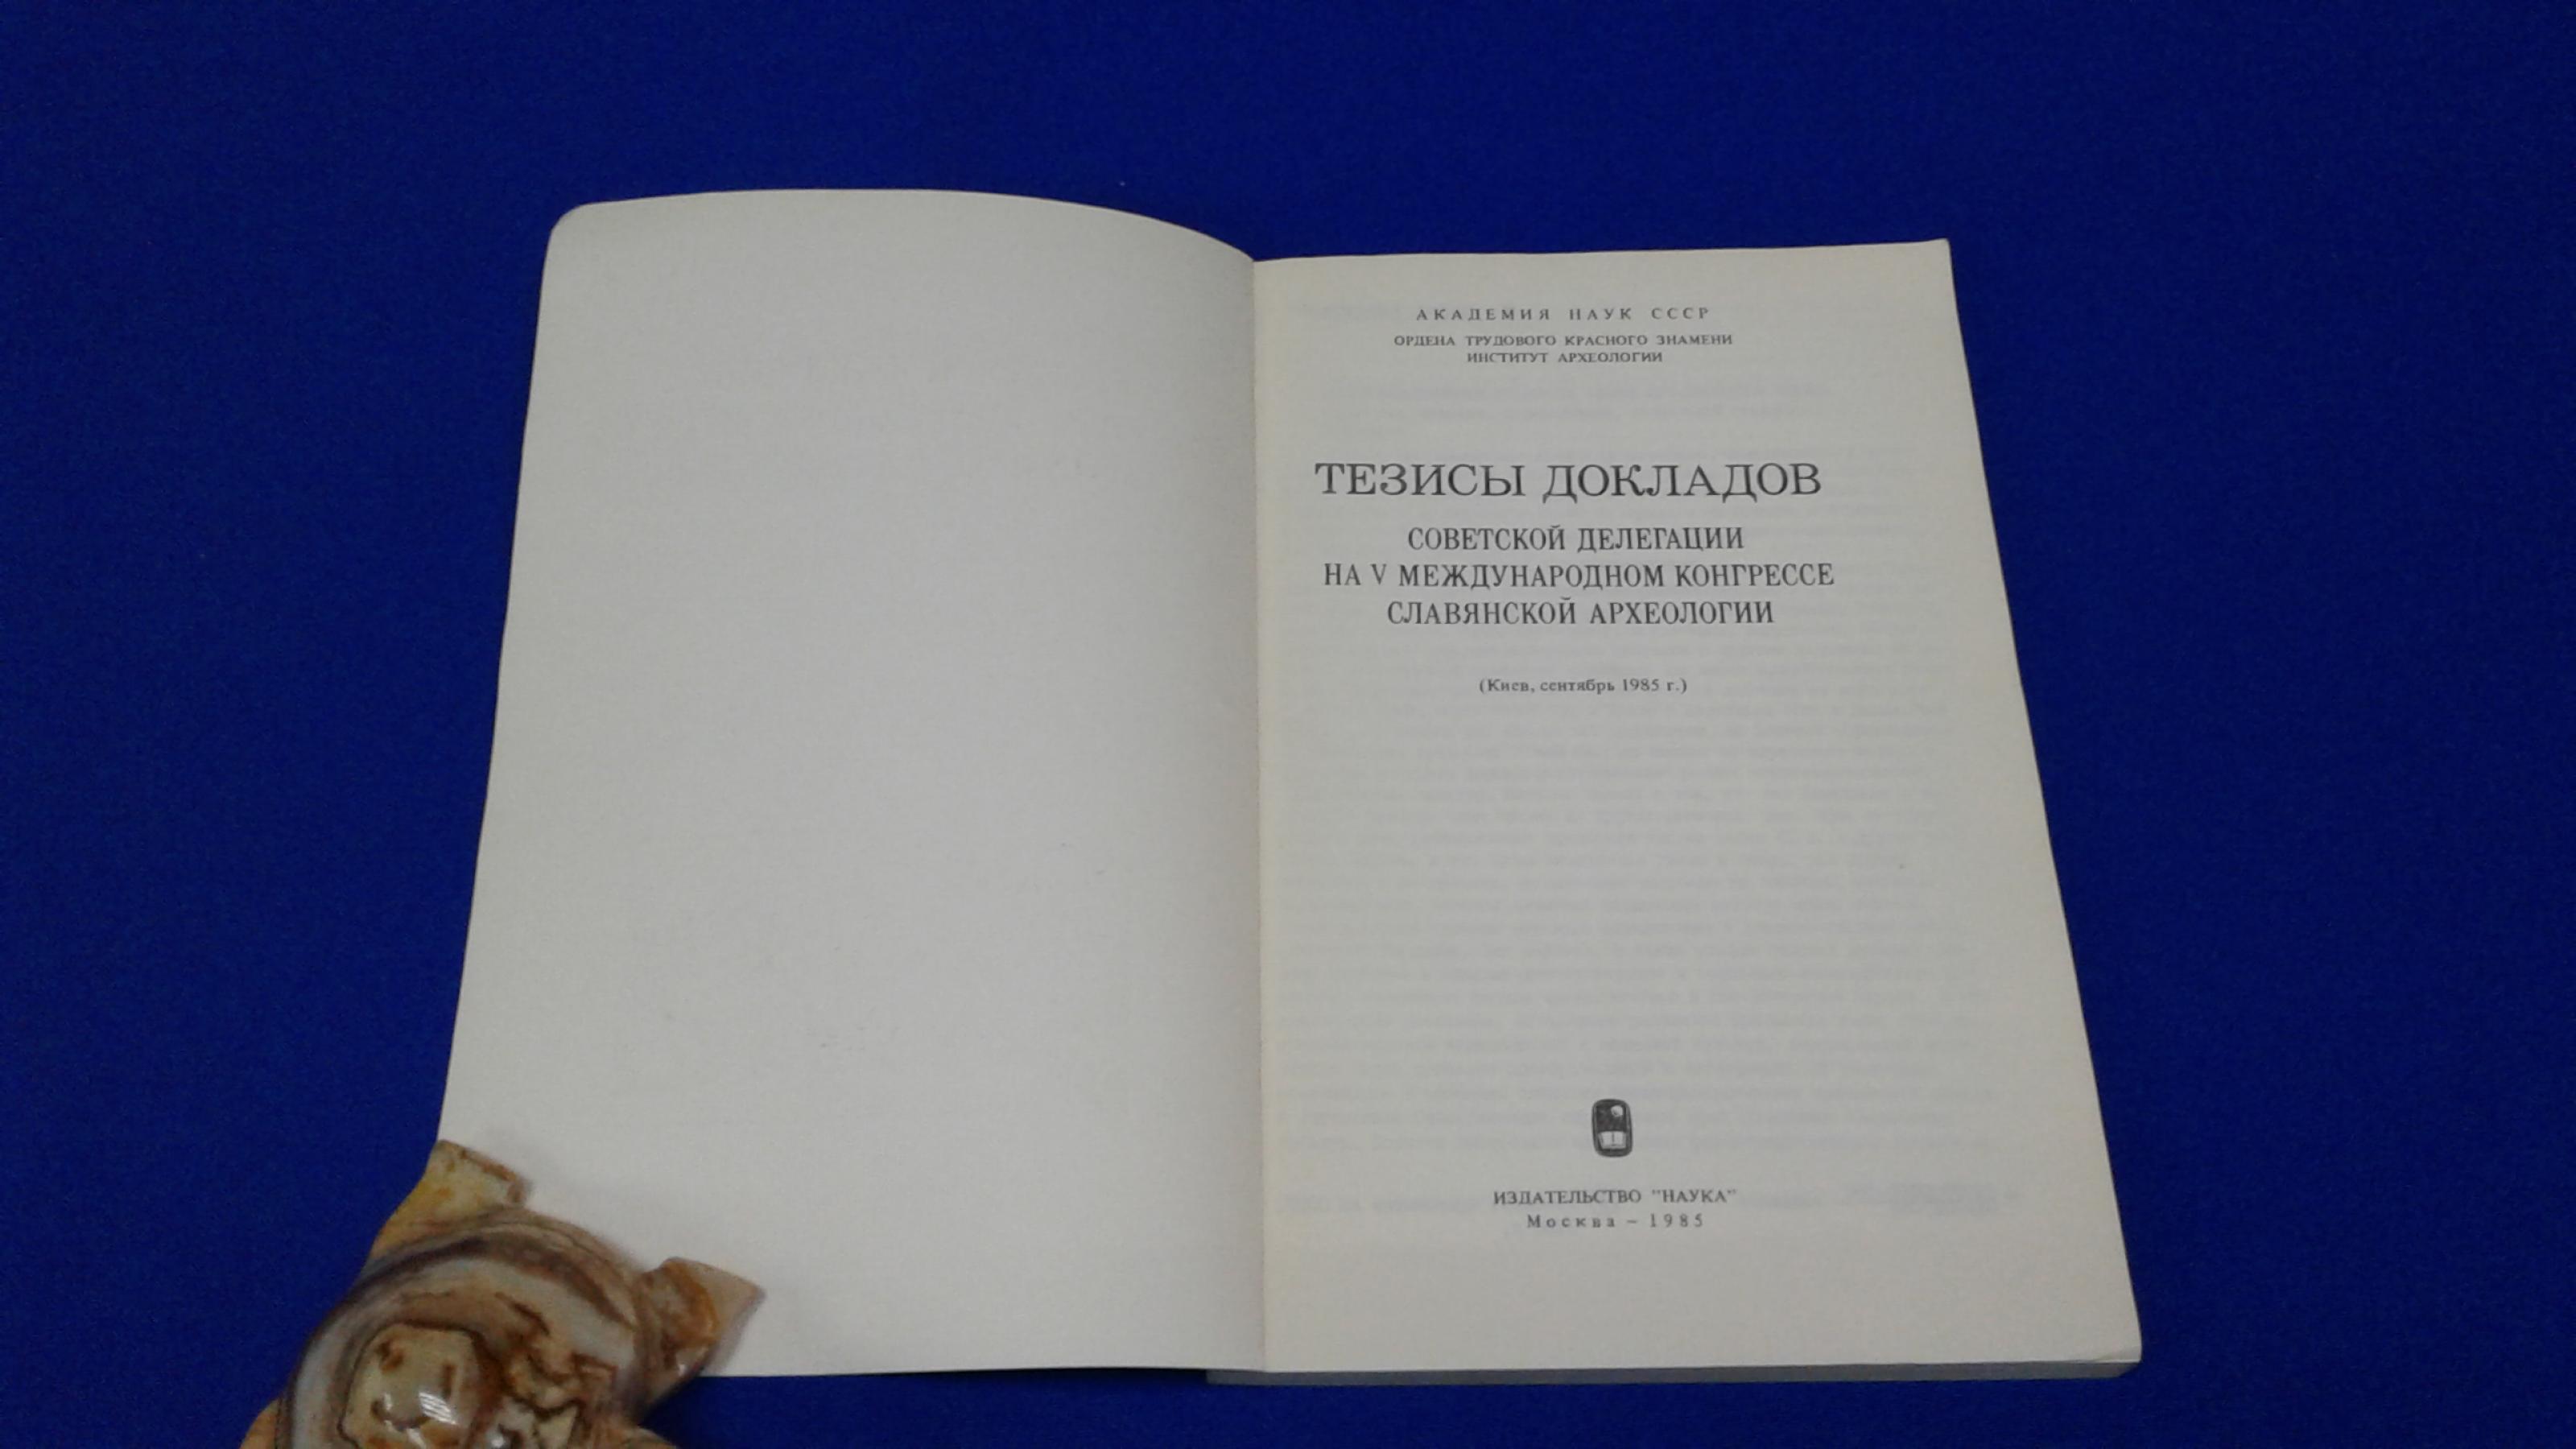 АКАДЕМИЯ НАУК СССР
ОРДЕНА ТРУДОВОГО КРАСНОГО ЗНАМЕНИ
ИНСТИТУТ АРХЕОЛОГИИ
ТЕЗИСЫ ДОКЛАДОВ
СОВЕТСКОЙ ДЕЛЕГАЦИИ
НА V МЕЖДУНАРОДНОМ КОНГРЕССЕ
СЛАВЯНСКОЙ АРХЕОЛОГИИ
(Киев, сентябрь 1985 г.)
ИЗДАТЕЛЬСТВО "НАУКА"
Москва – 1985